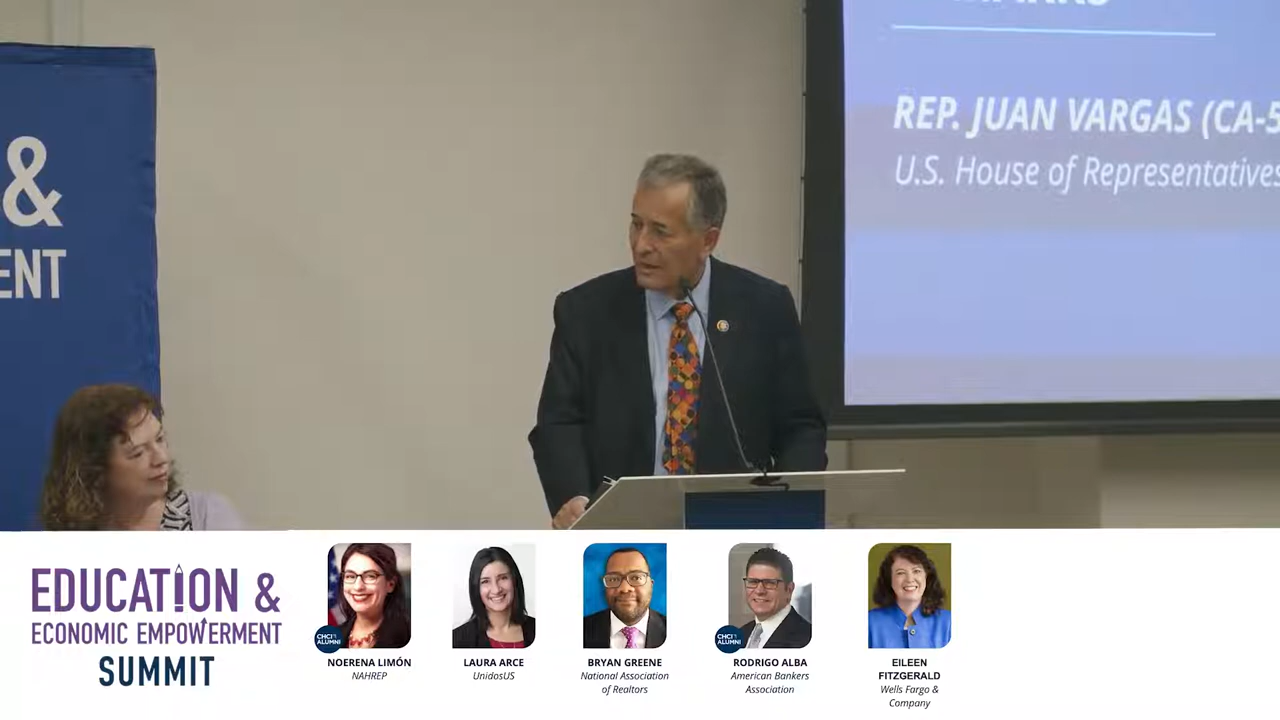 REP. JUAN VARGAS (CA-5
U.S. House of Representatives
&
ENT
EDUCATION &
ECONOMIC EMPOWERMENT
SUMMIT
CHCI
ALUMNI
NOERENA LIMÓN
NAHREP
LAURA ARCE
UnidosUS
BRYAN GREENE
National Association
of Realtors
CHCI
ALUMNI
RODRIGO ALBA
American Bankers
Association
EILEEN
FITZGERALD
Wells Fargo &
Company